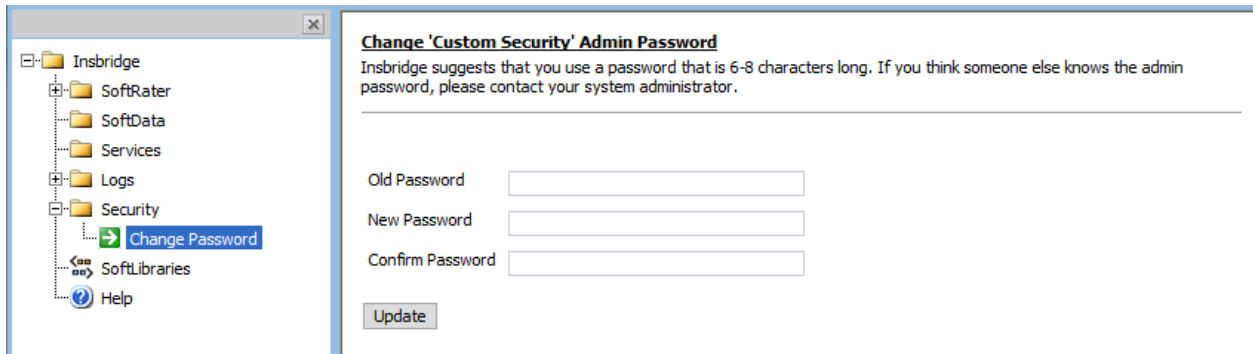 Insbridge
SoftRater
SoftData
Services
Logs
Security
Change Password
SoftLibraries
Help
Change 'Custom Security' Admin Password
Insbridge suggests that you use a password that is 6-8 characters long. If you think someone else knows the admin
password, please contact your system administrator.
Old Password
New Password
Confirm Password
Update